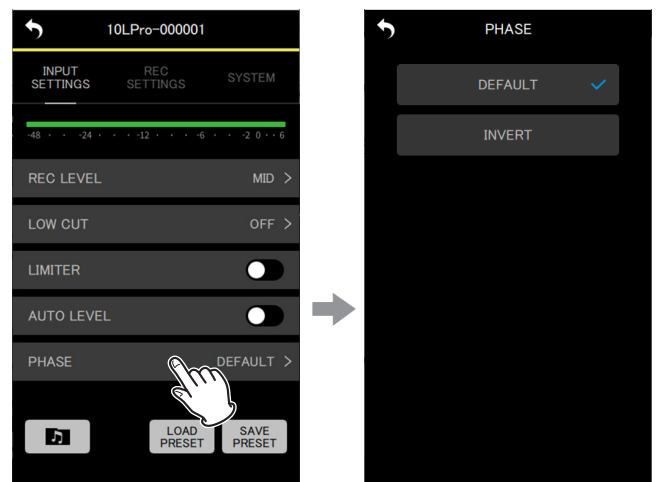 10LPro-000001
INPUT
SETTINGS
REC
SETTINGS
SYSTEM
-48 · · -24 · · · -12 · · · -6 · · -2 0 · · 6
REC LEVEL MID >
LOW CUT OFF >
LIMITER
AUTO LEVEL
PHASE DEFAULT >
LOAD
PRESET
SAVE
PRESET
PHASE
DEFAULT
INVERT